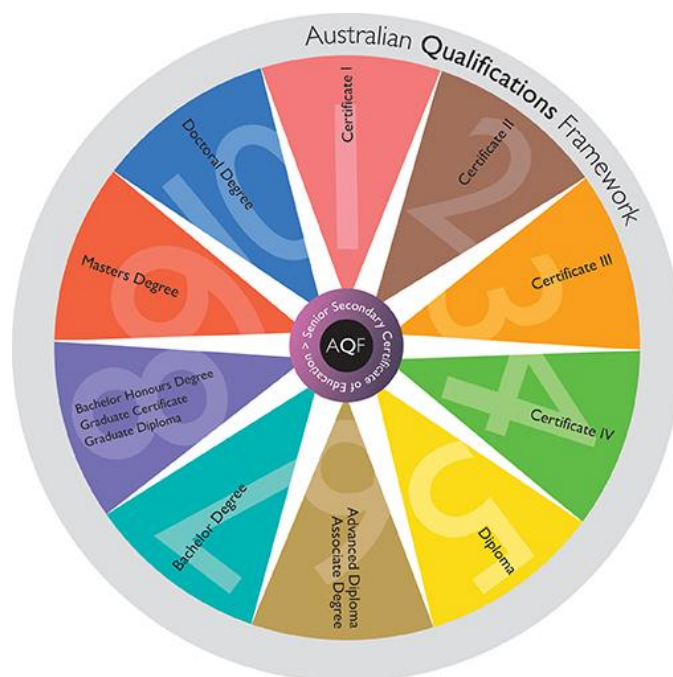 Australian Qualifications Framework
1
Certificate I
2
Certificate II
3
Certificate III
4
Certificate IV
5
Diploma
6
Advanced Diploma
Associate Degree
7
Bachelor Degree
8
Bachelor Honours Degree
Graduate Certificate
Graduate Diploma
9
Masters Degree
10
Doctoral Degree
Senior Secondary Certificate of Education >
AQF